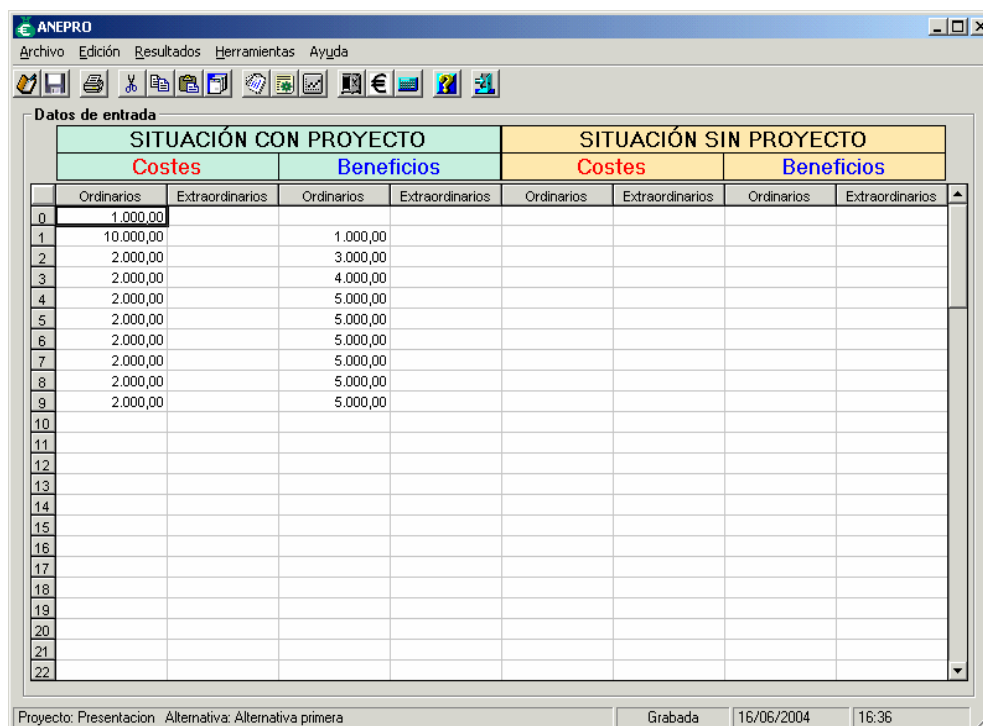 ANEPRO
Archivo Edición Resultados Herramientas Ayuda
Datos de entrada
SITUACIÓN CON PROYECTO SITUACIÓN SIN PROYECTO
Costes Beneficios Costes Beneficios
Ordinarios Extraordinarios Ordinarios Extraordinarios Ordinarios Extraordinarios Ordinarios Extraordinarios
0 1.000,00
1 10.000,00 1.000,00
2 2.000,00 3.000,00
3 2.000,00 4.000,00
4 2.000,00 5.000,00
5 2.000,00 5.000,00
6 2.000,00 5.000,00
7 2.000,00 5.000,00
8 2.000,00 5.000,00
9 2.000,00 5.000,00
10
11
12
13
14
15
16
17
18
19
20
21
22
Proyecto: Presentacion Alternativa: Alternativa primera Grabada 16/06/2004 16:36